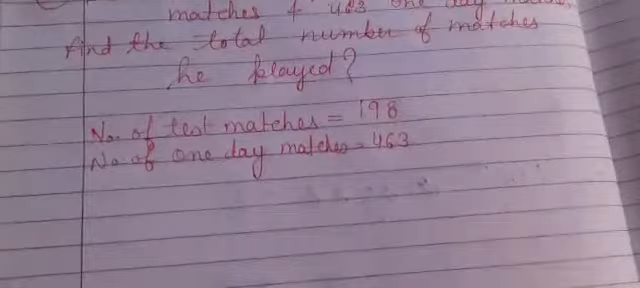 matches + 463 one day
find the total number of matches
he played?
No. of test matches = 198
No of one day matches = 463